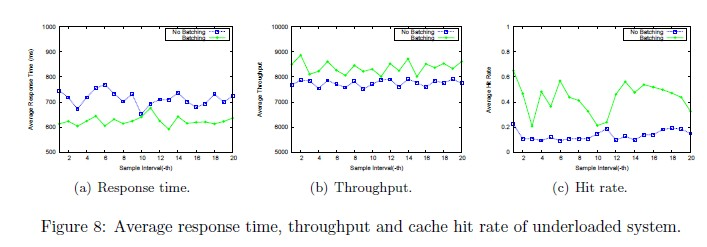 1000
900
800
700
600
500
Average Response Time (ms)
No Batching
Batching
2 4 6 8 10 12 14 16 18 20
Sample Interval(-th)
(a) Response time.
10000
9000
8000
7000
6000
5000
Average Throughput
No Batching
Batching
2 4 6 8 10 12 14 16 18 20
Sample Interval(-th)
(b) Throughput.
1
0.8
0.6
0.4
0.2
0
Average Hit Rate
No Batching
Batching
2 4 6 8 10 12 14 16 18 20
Sample Interval(-th)
(c) Hit rate.
Figure 8: Average response time, throughput and cache hit rate of underloaded system.